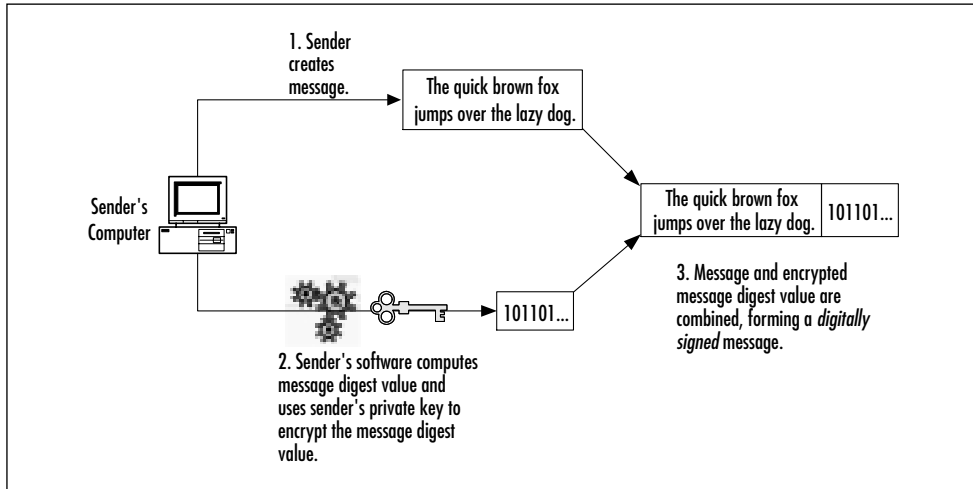 1. Sender
creates
message.
The quick brown fox
jumps over the lazy dog.
Sender's
Computer
The quick brown fox
jumps over the lazy dog.
101101...
101101...
3. Message and encrypted
message digest value are
combined, forming a digitally
signed message.
2. Sender's software computes
message digest value and
uses sender's private key to
encrypt the message digest
value.